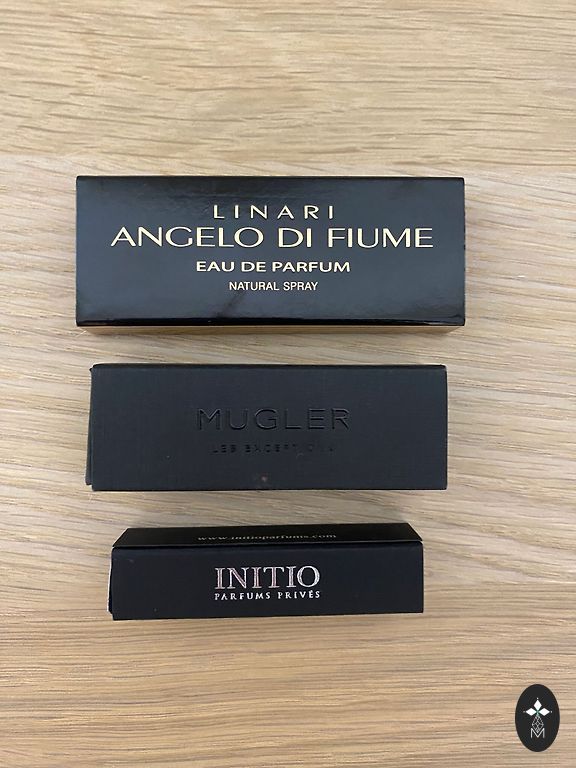 LINARI
ANGELO DI FIUME
EAU DE PARFUM
NATURAL SPRAY
MUGLER
LES EXCEPTIONS
www.initioparfums.com
INITIO
PARFUMS PRIVÉS
M